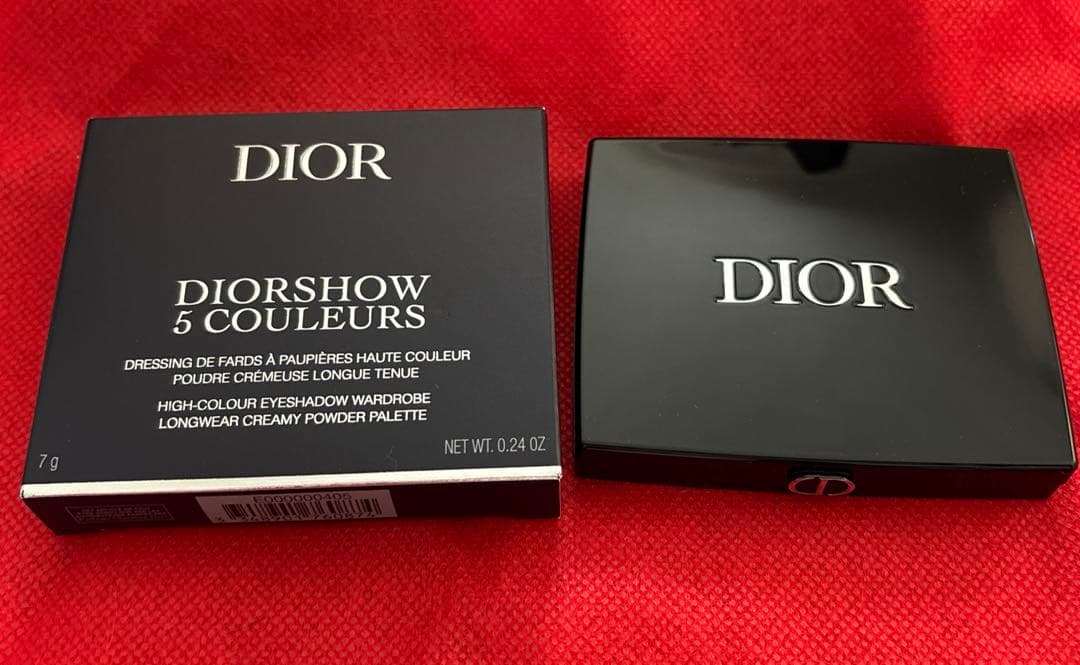 DIOR
DIORSHOW
5 COULEURS
DRESSING DE FARDS À PAUPIÈRES HAUTE COULEUR
POUDRE CRÉMEUSE LONGUE TENUE
HIGH-COLOUR EYESHADOW WARDROBE
LONGWEAR CREAMY POWDER PALETTE
7 g
NET WT. 0.24 OZ
E000000405
DIOR